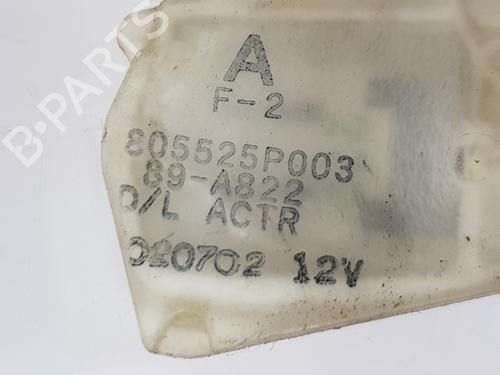 A
F-2
805525P003
89-A822
D/L ACTR
020702 12V
B-PARTS